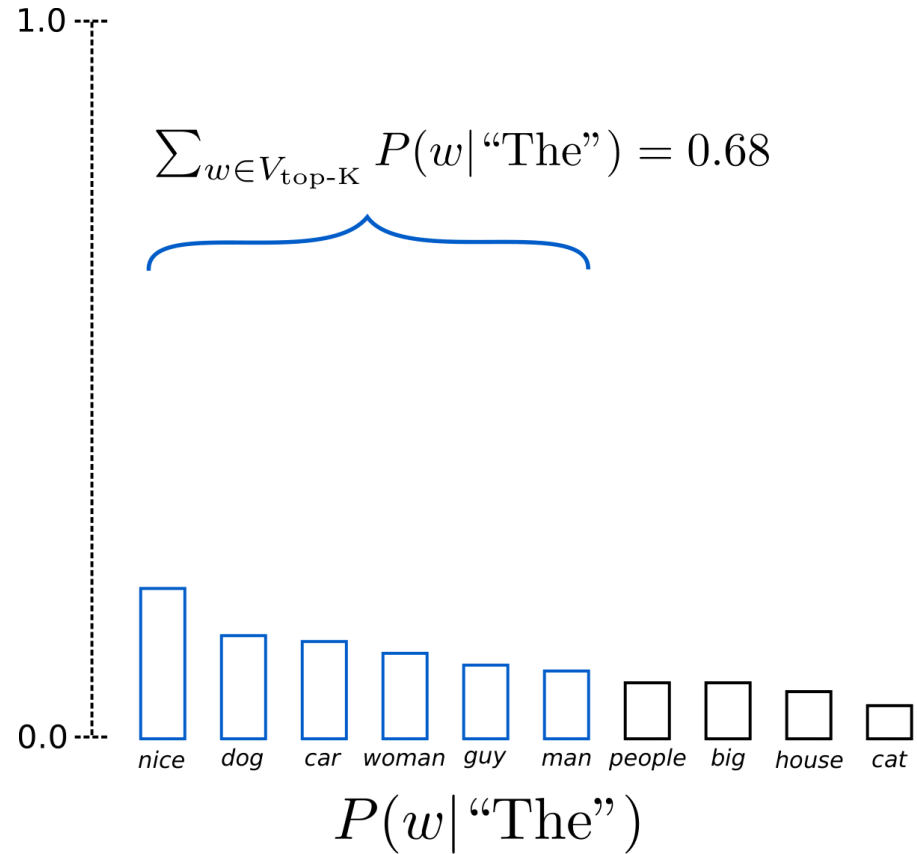 1.0
∑w∈Vtop-K P(w|“The”) = 0.68
0.0
nice dog car woman guy man people big house cat
P(w|“The”)